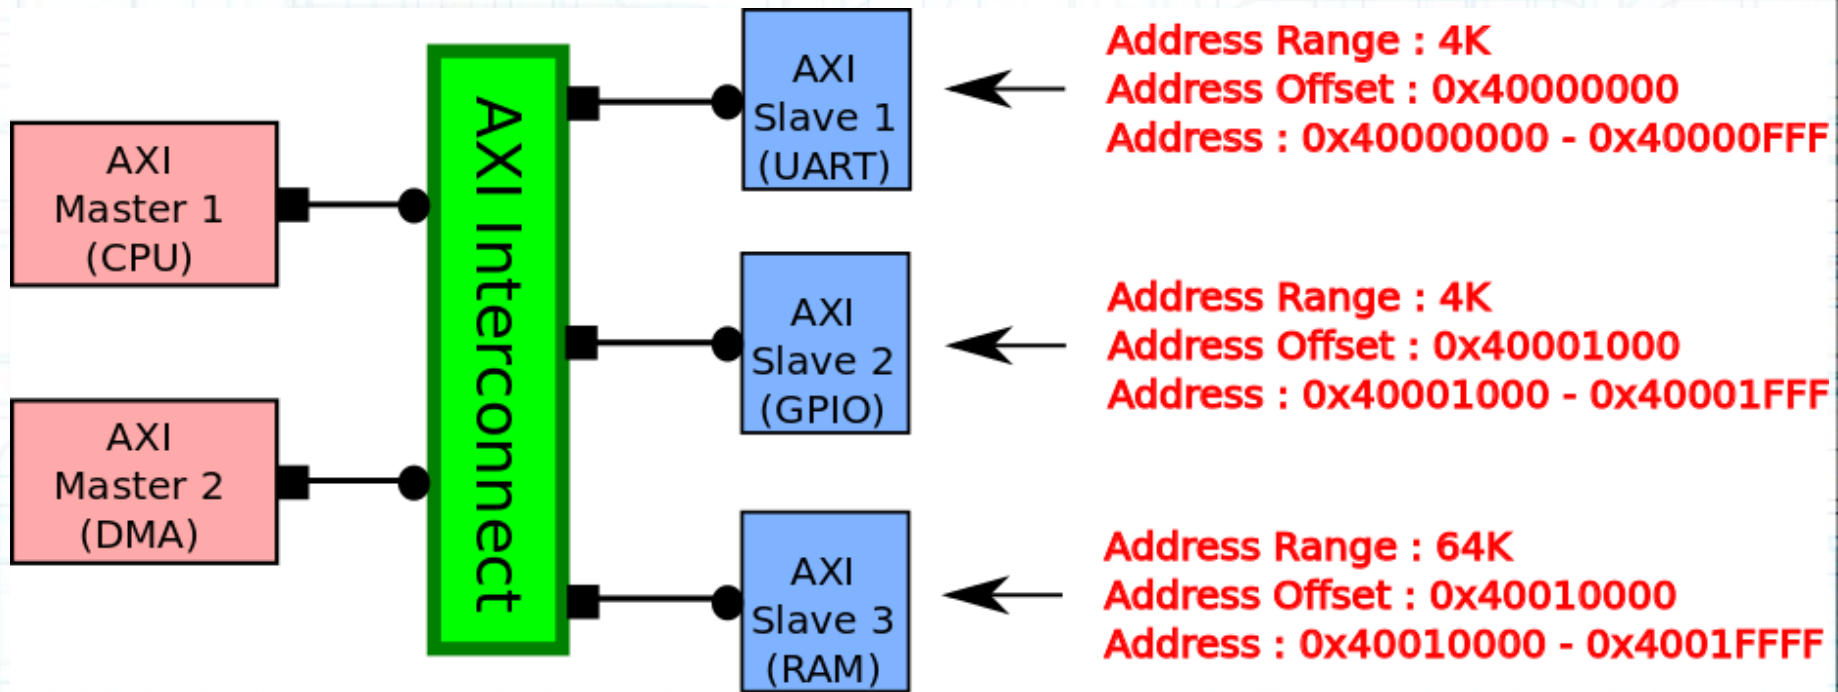 AXI
Master 1
(CPU)
AXI
Master 2
(DMA)
AXI Interconnect
AXI
Slave 1
(UART)
Address Range : 4K
Address Offset : 0x40000000
Address : 0x40000000 - 0x40000FFF
AXI
Slave 2
(GPIO)
Address Range : 4K
Address Offset : 0x40001000
Address : 0x40001000 - 0x40001FFF
AXI
Slave 3
(RAM)
Address Range : 64K
Address Offset : 0x40010000
Address : 0x40010000 - 0x4001FFFF